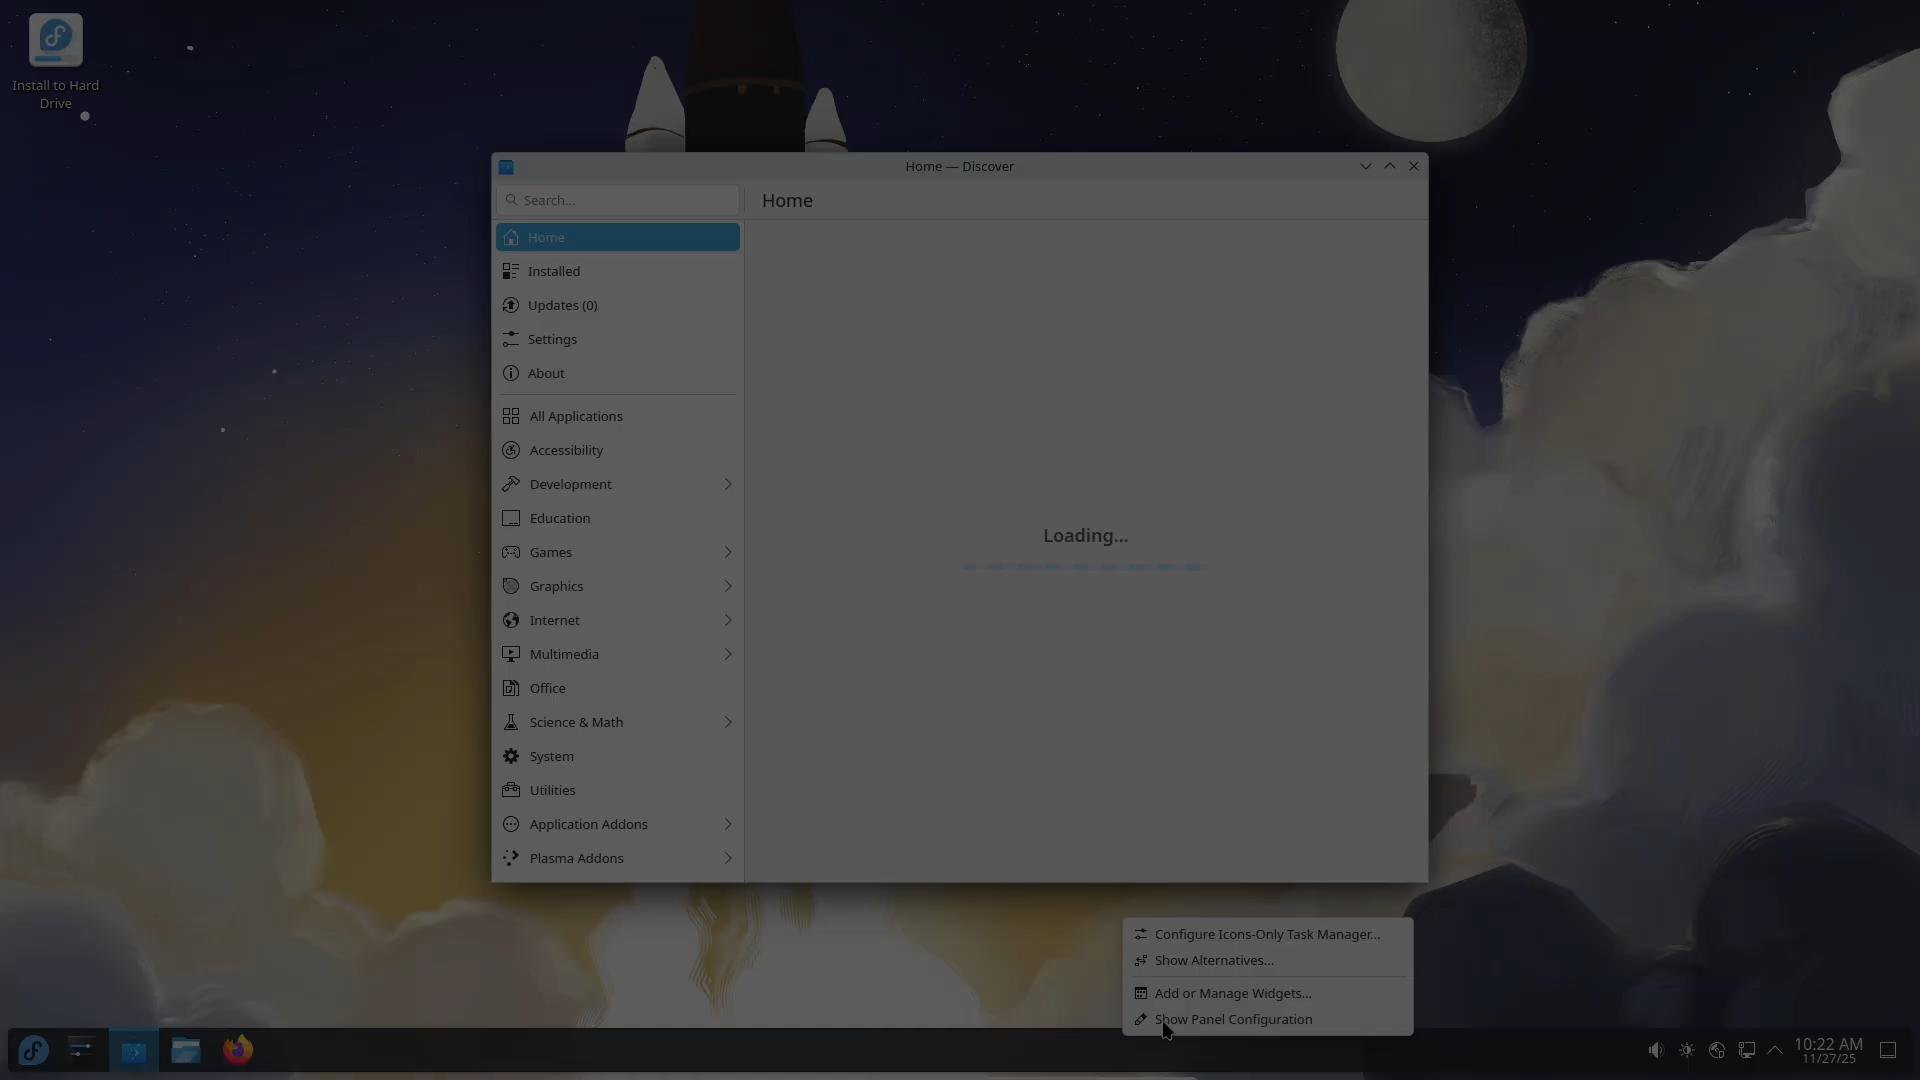 Install to Hard
Drive
Home — Discover
Search...
Home
Home
Installed
Updates (0)
Settings
About
All Applications
Accessibility
Development
Education
Games
Graphics
Internet
Multimedia
Office
Science & Math
System
Utilities
Application Addons
Plasma Addons
Loading...
Configure Icons-Only Task Manager...
Show Alternatives...
Add or Manage Widgets...
Show Panel Configuration
10:22 AM
11/27/25